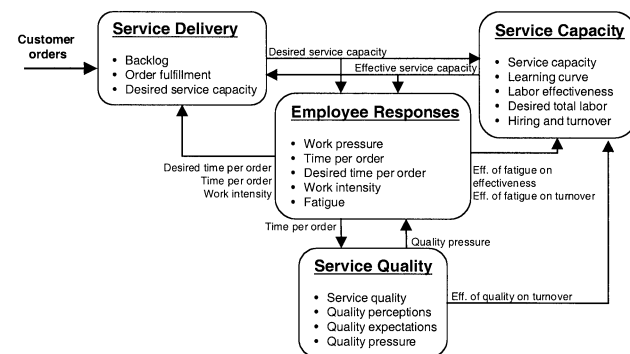 Service Delivery
Service Capacity
Customer
orders
• Backlog
• Order fulfillment
• Desired service capacity
Desired service capacity
Effective service capacity
• Service capacity
• Learning curve
• Labor effectiveness
• Desired total labor
• Hiring and turnover
Employee Responses
• Work pressure
• Time per order
• Desired time per order
• Work intensity
• Fatigue
Desired time per order
Time per order
Work intensity
Eff. of fatigue on
effectiveness
Eff. of fatigue on turnover
Time per order
Quality pressure
Service Quality
• Service quality
• Quality perceptions
• Quality expectations
• Quality pressure
Eff. of quality on turnover